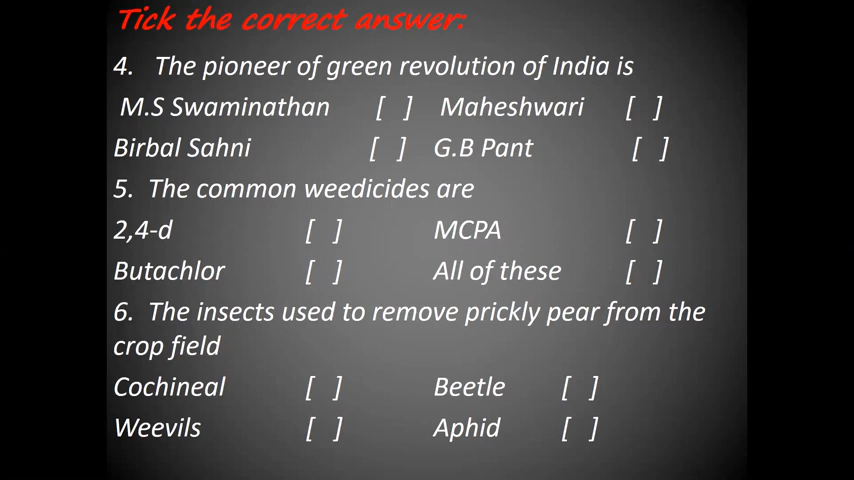 Tick the correct answer:
4. The pioneer of green revolution of India is
M.S Swaminathan [ ] Maheshwari [ ]
Birbal Sahni [ ] G.B Pant [ ]
5. The common weedicides are
2,4-d [ ] MCPA [ ]
Butachlor [ ] All of these [ ]
6. The insects used to remove prickly pear from the
crop field
Cochineal [ ] Beetle [ ]
Weevils [ ] Aphid [ ]